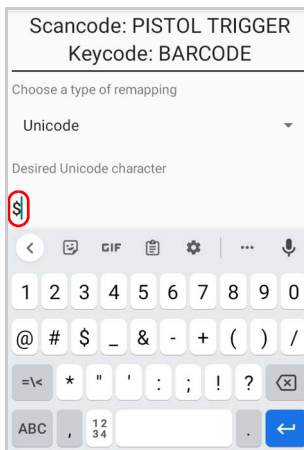 Scancode: PISTOL TRIGGER
Keycode: BARCODE
Choose a type of remapping
Unicode
Desired Unicode character
$
GIF
1 2 3 4 5 6 7 8 9 0
@ # $ _ & - + ( ) /
=\< * " ' : ; ! ?
ABC , 12 .
34